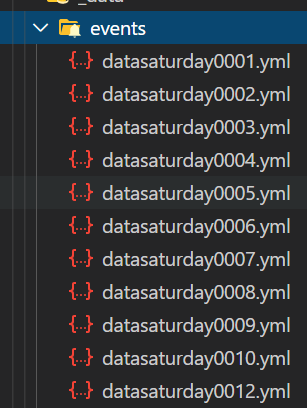 _data
events
{...} datasaturday0001.yml
{...} datasaturday0002.yml
{...} datasaturday0003.yml
{...} datasaturday0004.yml
{...} datasaturday0005.yml
{...} datasaturday0006.yml
{...} datasaturday0007.yml
{...} datasaturday0008.yml
{...} datasaturday0009.yml
{...} datasaturday0010.yml
{...} datasaturday0012.yml